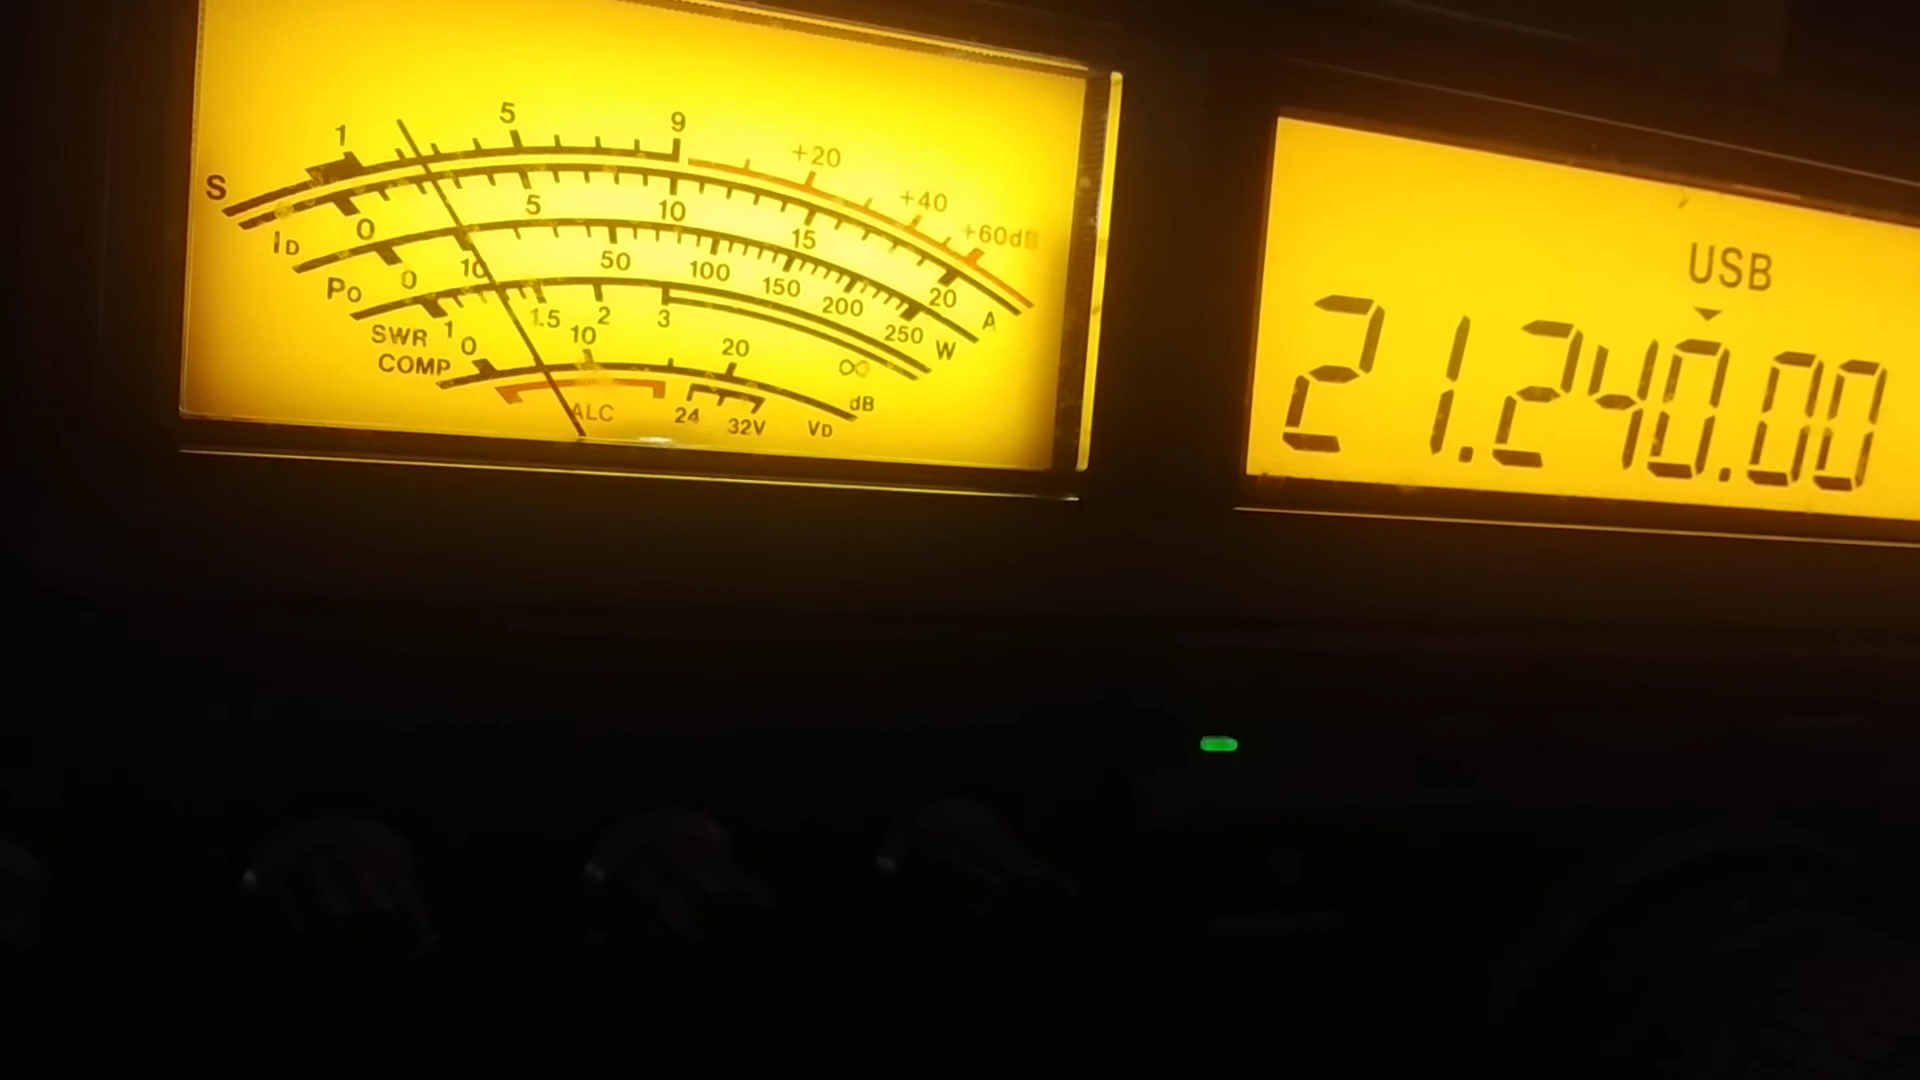 S 1 5 9 +20 +40 +60dB
ID 0 5 10 15 20 A
PO 0 10 50 100 150 200 250 W
SWR 1 1.5 2 3 ∞
COMP 0 10 20 dB
ALC 24 32V VD
USB
21.240.00